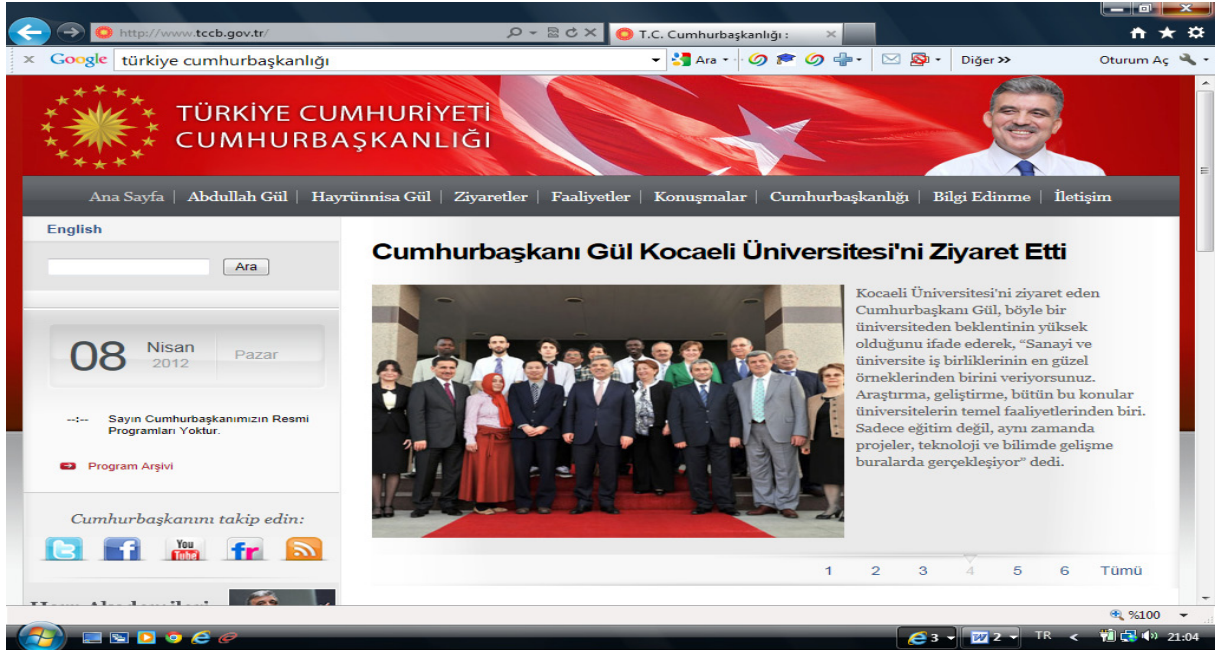 http://www.tccb.gov.tr/
T.C. Cumhurbaşkanlığı :
Google türkiye cumhurbaşkanlığı
Ara
Diğer »
Oturum Aç
TÜRKİYE CUMHURİYETİ
CUMHURBAŞKANLIĞI
Ana Sayfa | Abdullah Gül | Hayrünnisa Gül | Ziyaretler | Faaliyetler | Konuşmalar | Cumhurbaşkanlığı | Bilgi Edinme | İletişim
English
Ara
08 Nisan 2012 Pazar
--:-- Sayın Cumhurbaşkanımızın Resmi
Programları Yoktur.
Program Arşivi
Cumhurbaşkanını takip edin:
You
Tube
fr
Cumhurbaşkanı Gül Kocaeli Üniversitesi'ni Ziyaret Etti
Kocaeli Üniversitesi'ni ziyaret eden
Cumhurbaşkanı Gül, böyle bir
üniversiteden beklentinin yüksek
olduğunu ifade ederek, “Sanayi ve
üniversite iş birliklerinin en güzel
örneklerinden birini veriyorsunuz.
Araştırma, geliştirme, bütün bu konular
üniversitelerin temel faaliyetlerinden biri.
Sadece eğitim değil, aynı zamanda
projeler, teknoloji ve bilimde gelişme
buralarda gerçekleşiyor” dedi.
1 2 3 4 5 6 Tümü
%100
3
2
TR
21:04